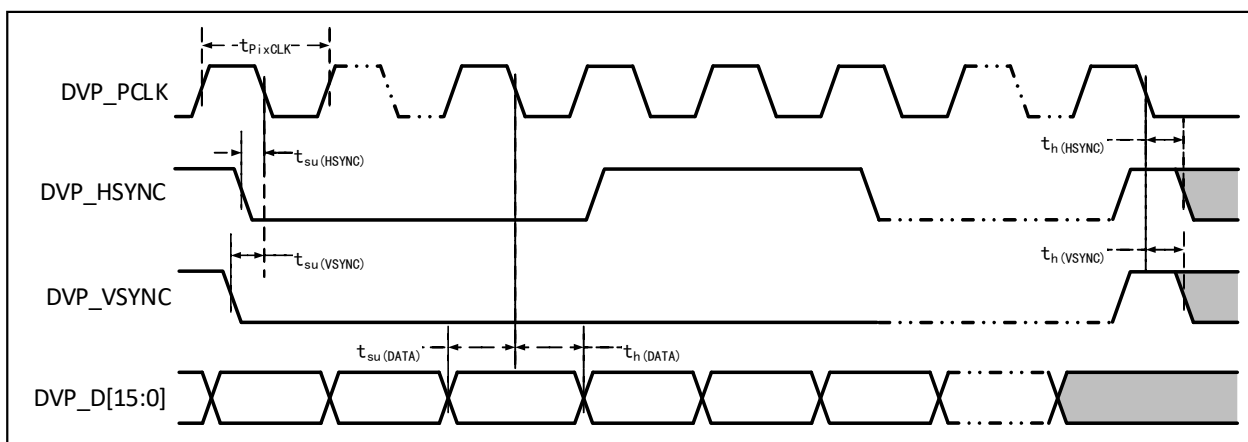 tPixCLK
DVP_PCLK
tsu(HSYNC)
th(HSYNC)
DVP_HSYNC
tsu(VSYNC)
th(VSYNC)
DVP_VSYNC
tsu(DATA)
th(DATA)
DVP_D[15:0]